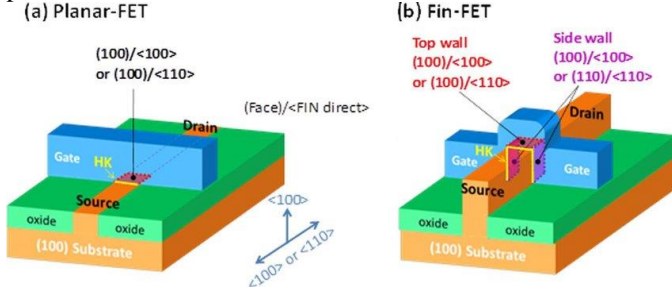 (a) Planar-FET
(100)/<100>
or (100)/<110>
(Face)/<FIN direct>
Drain
HK
Gate
Source
oxide
oxide
(100) Substrate
<100>
<100> or <110>
(b) Fin-FET
Top wall
(100)/<100>
or (100)/<110>
Side wall
(100)/<100>
or (110)/<110>
Drain
HK
Gate
Gate
Source
oxide
oxide
(100) Substrate